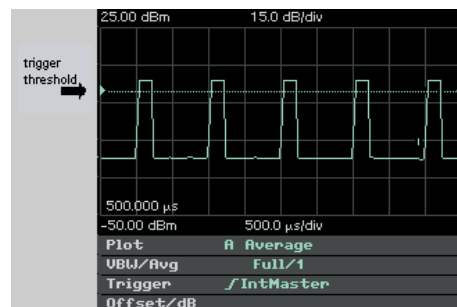 25.00 dBm 15.0 dB/div
trigger
threshold
500.000 µs
-50.00 dBm 500.0 µs/div
Plot A Average
VBW/Avg Full/1
Trigger ∫IntMaster
Offset/dB